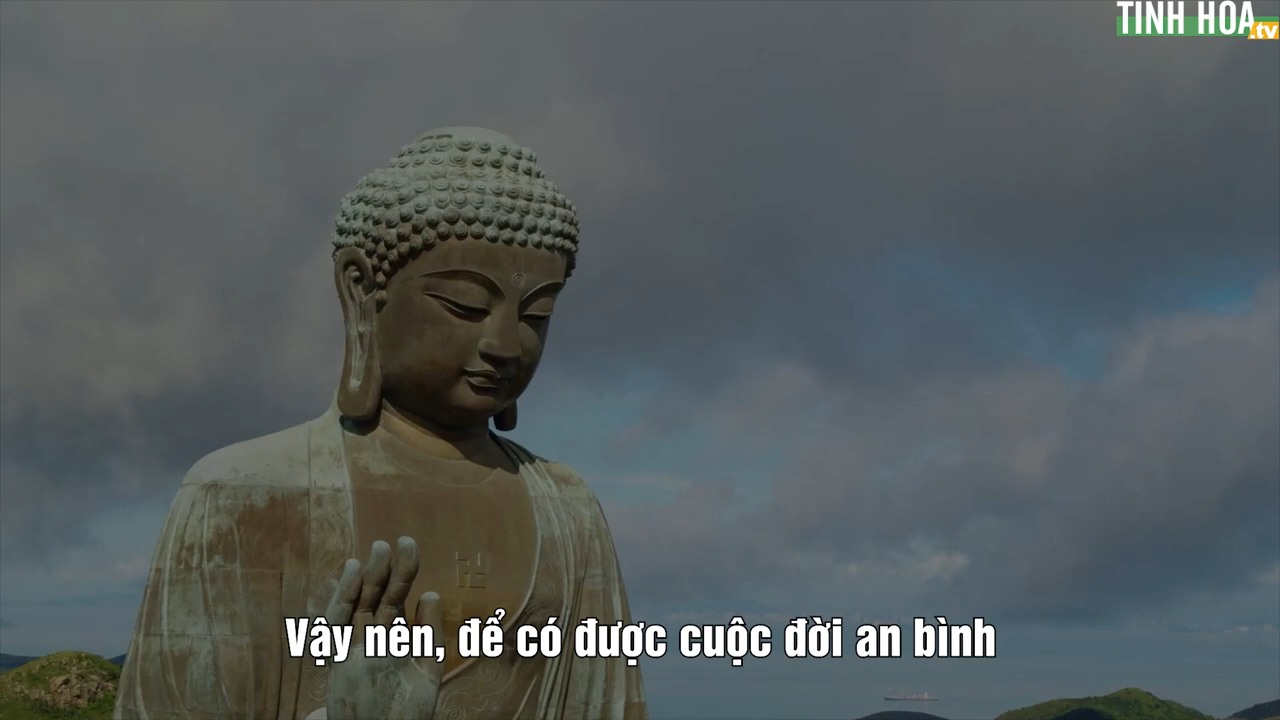 TINH HOA
.tv
Vậy nên, để có được cuộc đời an bình